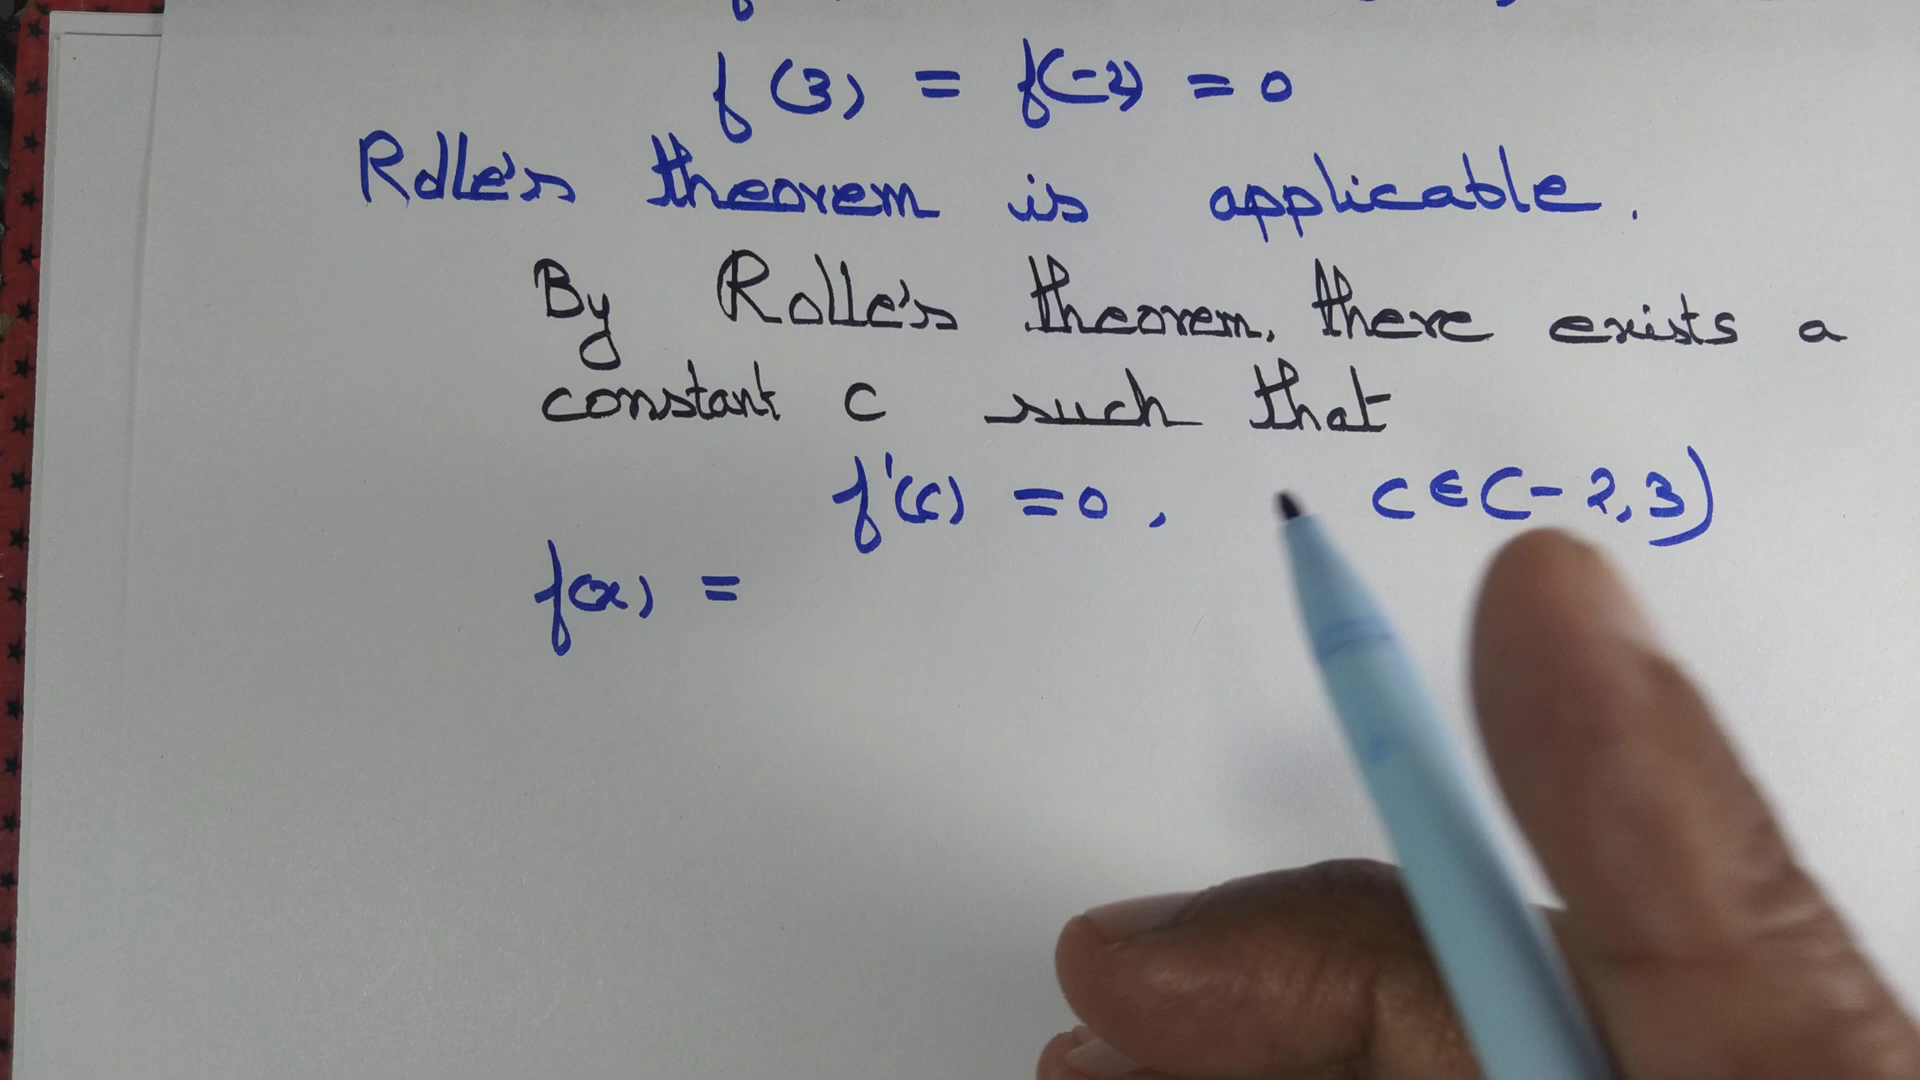 f(3) = f(-2) = 0
Rolle's theorem is applicable.
By Rolle's theorem, there exists a
constant c such that
f'(c) = 0, c∈(-2,3)
f(x) =